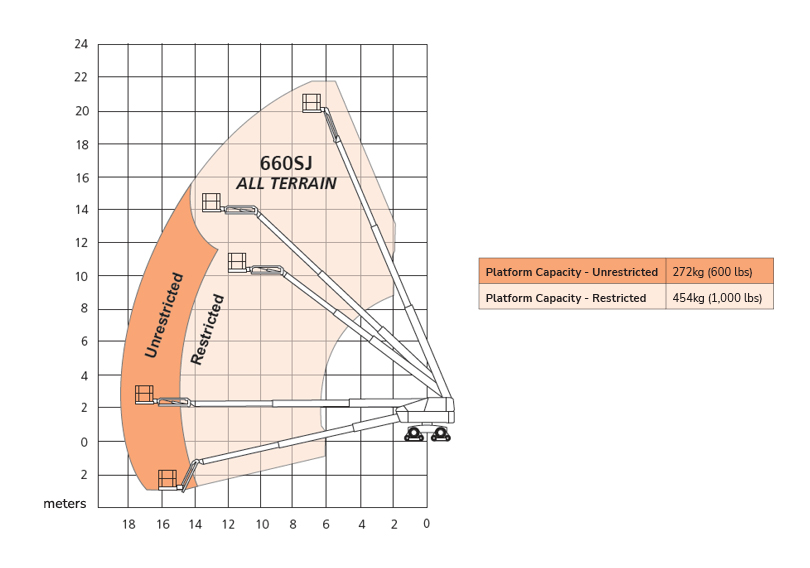 24
22
20
18
16
14
12
10
8
6
4
2
0
2
meters
18 16 14 12 10 8 6 4 2 0
660SJ
ALL TERRAIN
Unrestricted
Restricted
Platform Capacity - Unrestricted 272kg (600 lbs)
Platform Capacity - Restricted 454kg (1,000 lbs)